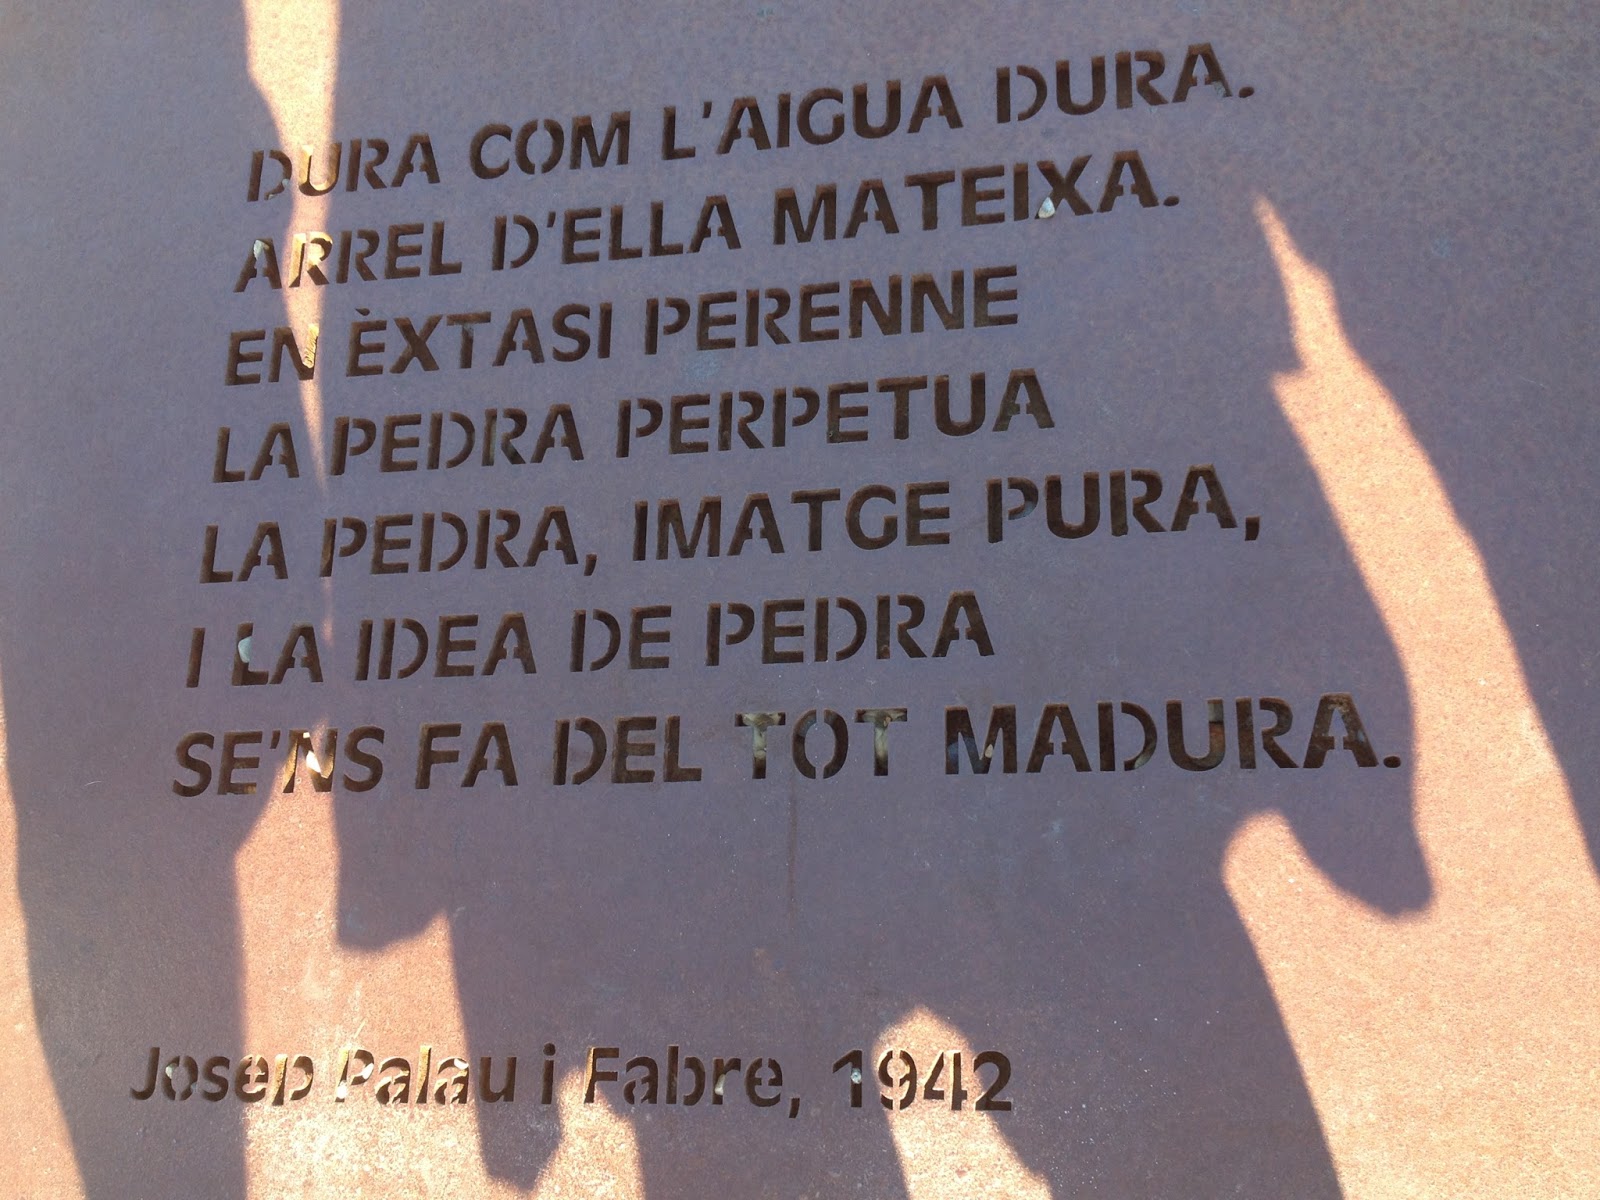 DURA COM L'AIGUA DURA.
ARREL D'ELLA MATEIXA.
EN ÈXTASI PERENNE
LA PEDRA PERPETUA
LA PEDRA, IMATGE PURA,
I LA IDEA DE PEDRA
SE'NS FA DEL TOT MADURA.
Josep Palau i Fabre, 1942